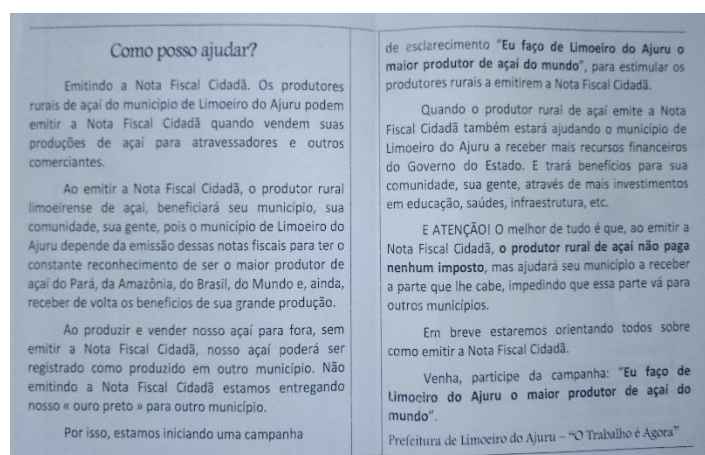 Como posso ajudar?
Emitindo a Nota Fiscal Cidadã. Os produtores
rurais de açaí do município de Limoeiro do Ajuru podem
emitir a Nota Fiscal Cidadã quando vendem suas
produções de açaí para atravessadores e outros
comerciantes.
Ao emitir a Nota Fiscal Cidadã, o produtor rural
limoeirense de açai, beneficiará seu município, sua
comunidade, sua gente, pois o município de Limoeiro do
Ajuru depende da emissão dessas notas fiscais para ter o
constante reconhecimento de ser o maior produtor de
açaí do Pará, da Amazônia, do Brasil, do Mundo e, ainda,
receber de volta os beneficios de sua grande produção.
Ao produzir e vender nosso açaí para fora, sem
emitir a Nota Fiscal Cidadã, nosso açaí poderá ser
registrado como produzido em outro município. Não
emitindo a Nota Fiscal Cidadã estamos entregando
nosso « ouro preto » para outro município.
Por isso, estamos iniciando uma campanha
de esclarecimento "Eu faço de Limoeiro do Ajuru o
maior produtor de açaí do mundo", para estimular os
produtores rurais a emitirem a Nota Fiscal Cidadã.
Quando o produtor rural de açaí emite a Nota
Fiscal Cidadã também estará ajudando o município de
Limoeiro do Ajuru a receber mais recursos financeiros
do Governo do Estado. E trará benefícios para sua
comunidade, sua gente, através de mais investimentos
em educação, saúdes, infraestrutura, etc.
E ATENÇÃO! O melhor de tudo é que, ao emitir a
Nota Fiscal Cidadã, o produtor rural de açaí não paga
nenhum imposto, mas ajudará seu município a receber
a parte que lhe cabe, impedindo que essa parte vá para
outros municípios.
Em breve estaremos orientando todos sobre
como emitir a Nota Fiscal Cidadã.
Venha, participe da campanha: "Eu faço de
Limoeiro do Ajuru o maior produtor de açaí do
mundo".
Prefeitura de Limoeiro do Ajuru – "O Trabalho é Agora"